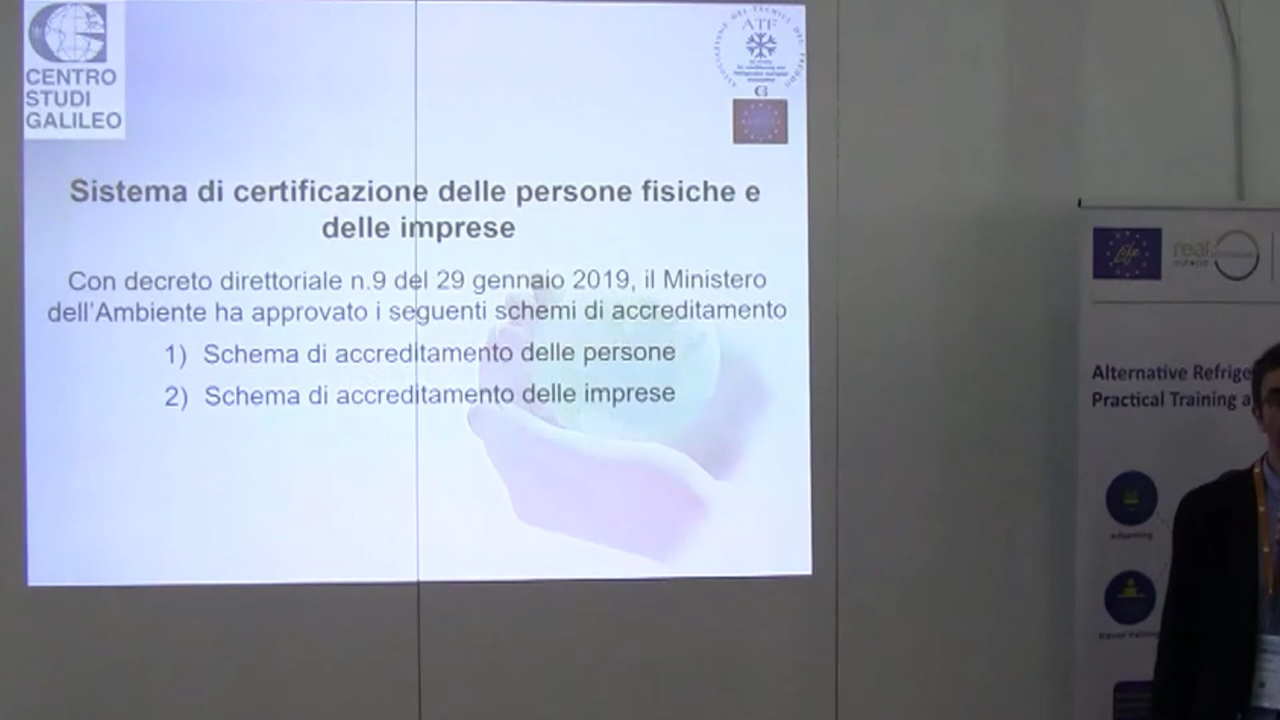 CENTRO
STUDI
GALILEO
ATF
G
Sistema di certificazione delle persone fisiche e
delle imprese
Con decreto direttoriale n.9 del 29 gennaio 2019, il Ministero
dell'Ambiente ha approvato i seguenti schemi di accreditamento
1) Schema di accreditamento delle persone
2) Schema di accreditamento delle imprese
life
real
Alternative Refrige
Practical Training a
e-learning